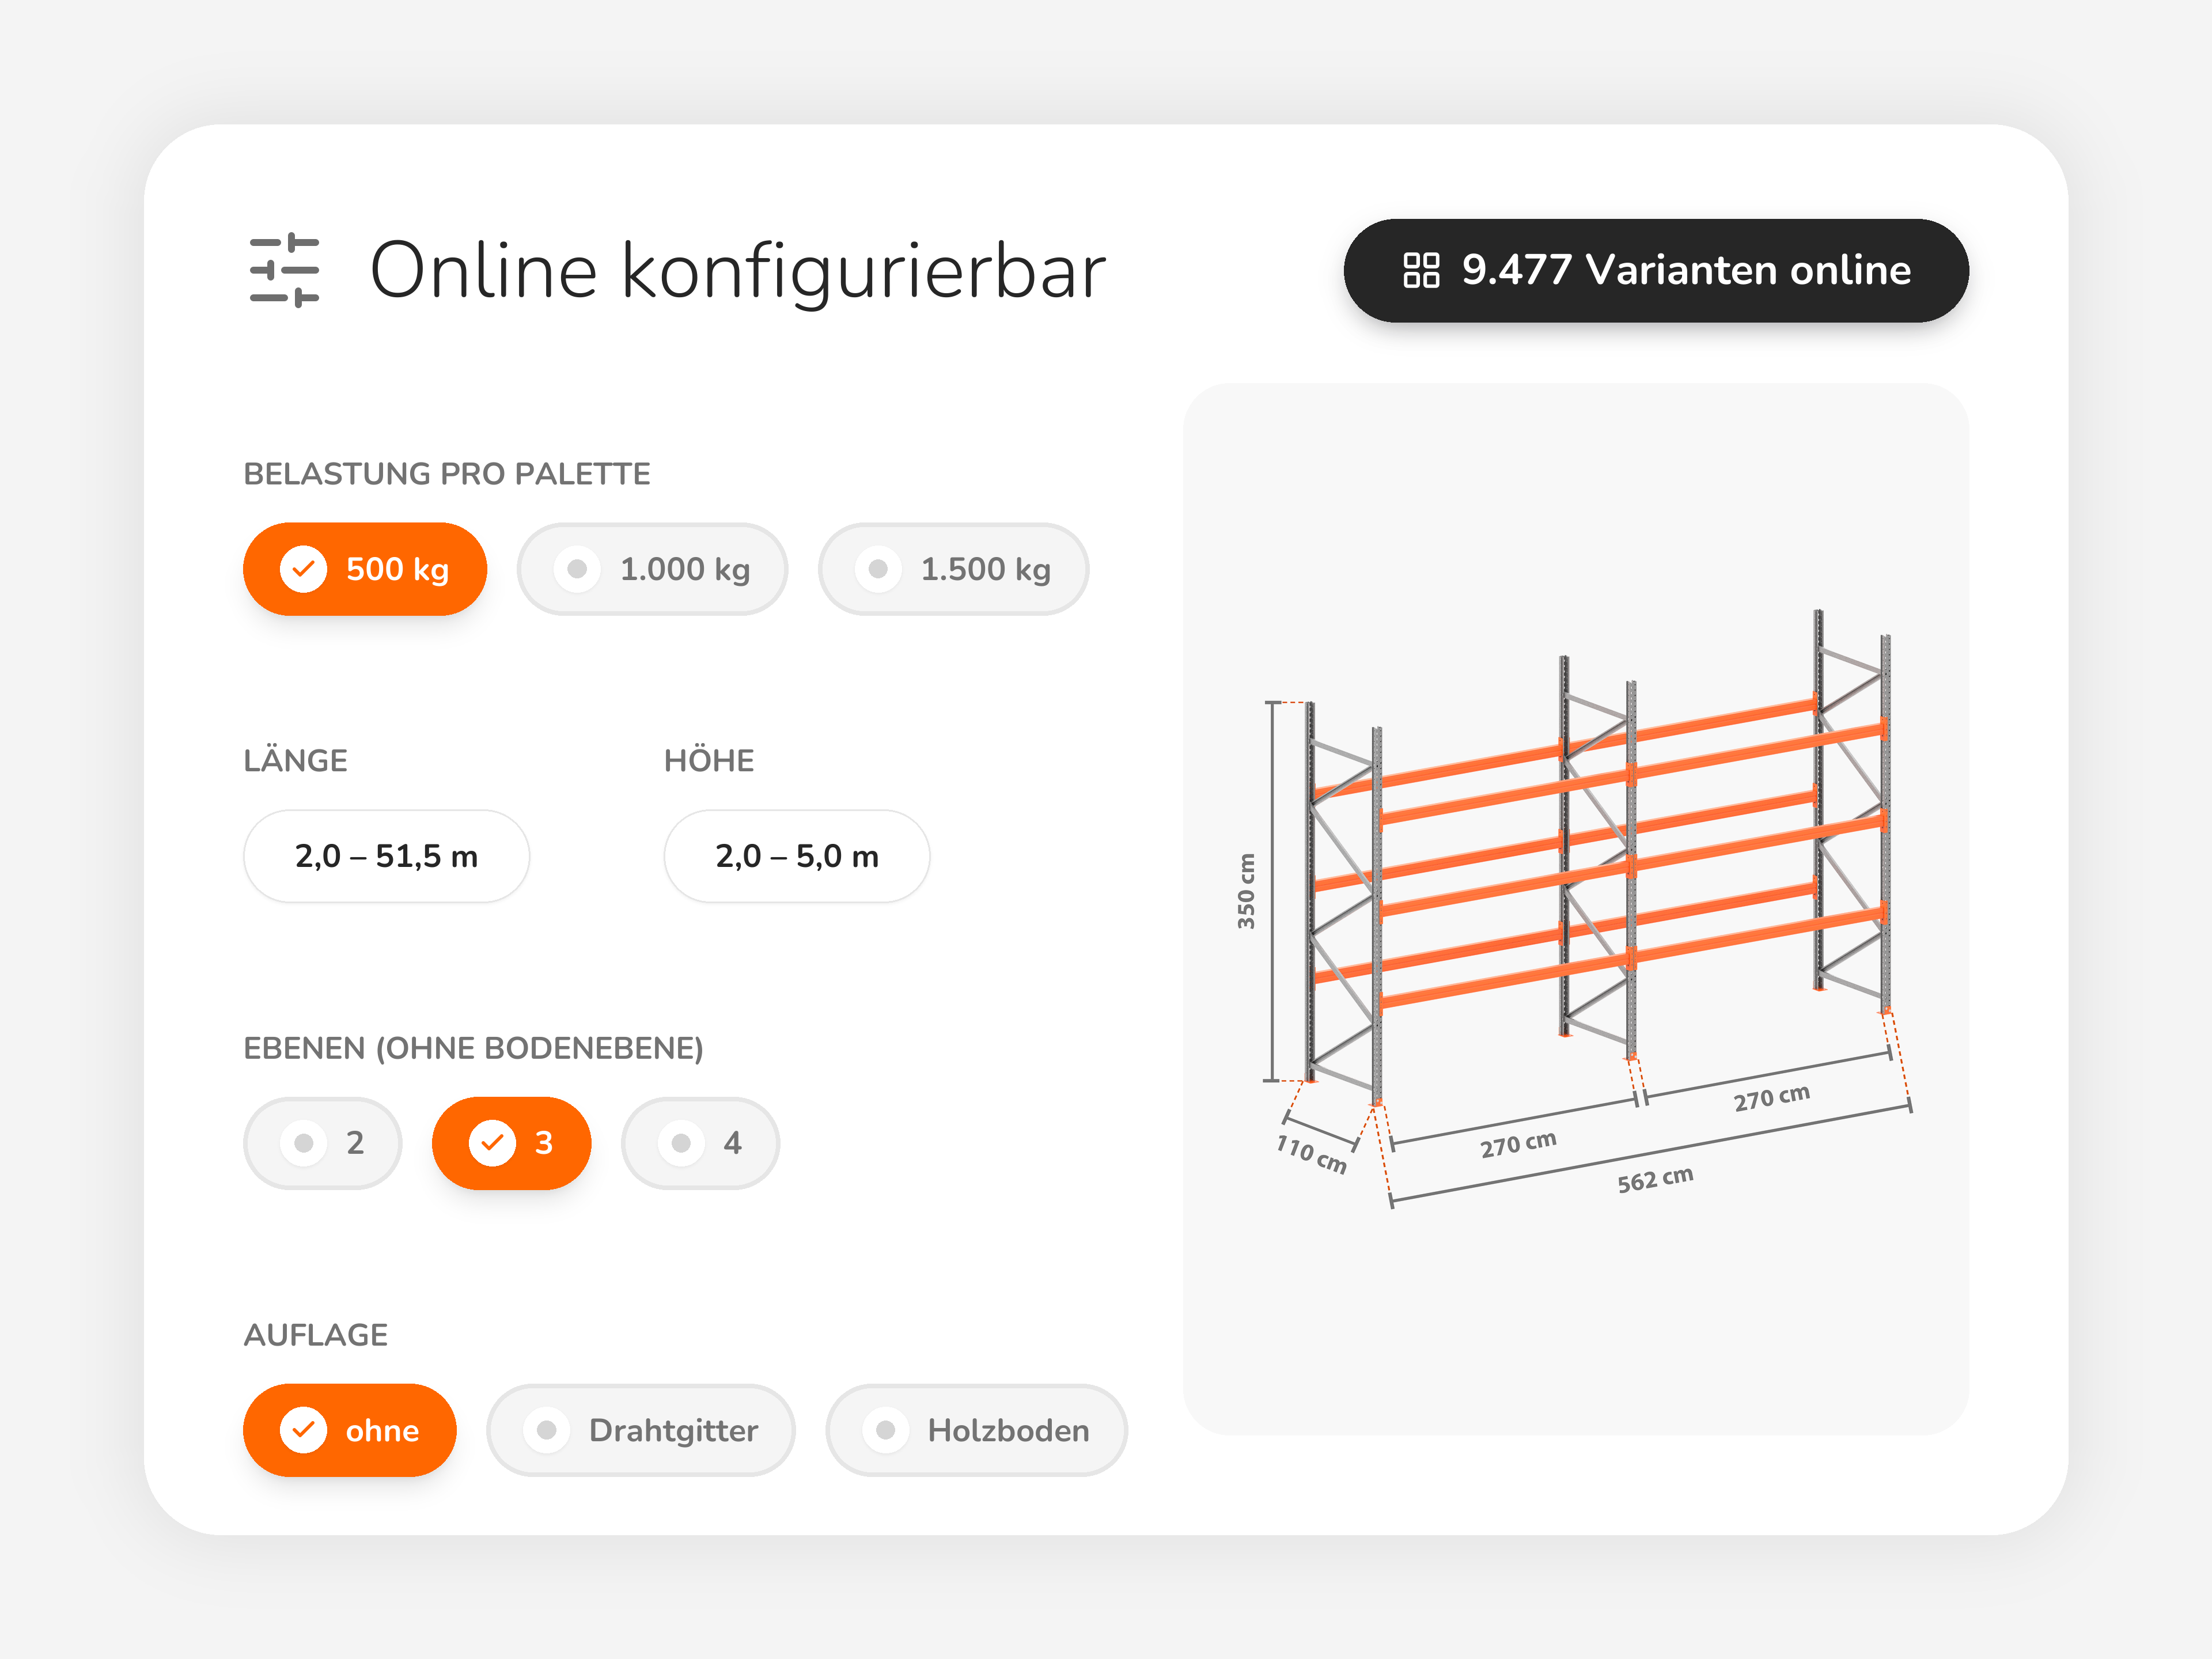 Online konfigurierbar
9.477 Varianten online
BELASTUNG PRO PALETTE
500 kg
1.000 kg
1.500 kg
LÄNGE
HÖHE
2,0 – 51,5 m
2,0 – 5,0 m
EBENEN (OHNE BODENEBENE)
2
3
4
AUFLAGE
ohne
Drahtgitter
Holzboden
350 cm
110 cm
270 cm
270 cm
562 cm